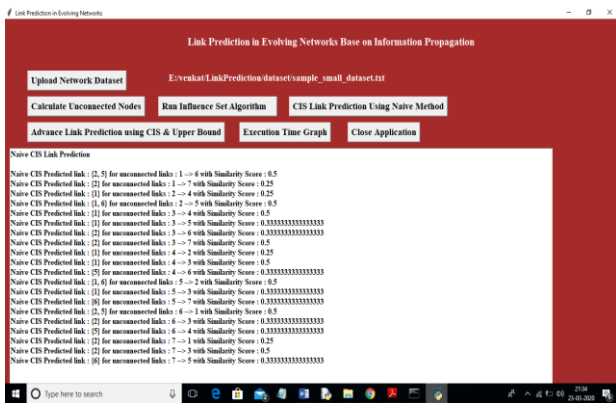 Link Prediction in Evolving Networks
Link Prediction in Evolving Networks Base on Information Propagation
Upload Network Dataset
E:/venkat/LinkPrediction/dataset/sample_small_dataset.txt
Calculate Unconnected Nodes
Run Influence Set Algorithm
CIS Link Prediction Using Naive Method
Advance Link Prediction using CIS & Upper Bound
Execution Time Graph
Close Application
Naive CIS Link Prediction
Naive CIS Predicted link : {2, 5} for unconnected links : 1 --> 6 with Similarity Score : 0.5
Naive CIS Predicted link : {2} for unconnected links : 1 --> 7 with Similarity Score : 0.25
Naive CIS Predicted link : {1} for unconnected links : 2 --> 4 with Similarity Score : 0.25
Naive CIS Predicted link : {1, 6} for unconnected links : 2 --> 5 with Similarity Score : 0.5
Naive CIS Predicted link : {1} for unconnected links : 3 --> 4 with Similarity Score : 0.5
Naive CIS Predicted link : {1} for unconnected links : 3 --> 5 with Similarity Score : 0.3333333333333333
Naive CIS Predicted link : {2} for unconnected links : 3 --> 6 with Similarity Score : 0.3333333333333333
Naive CIS Predicted link : {2} for unconnected links : 3 --> 7 with Similarity Score : 0.5
Naive CIS Predicted link : {1} for unconnected links : 4 --> 2 with Similarity Score : 0.25
Naive CIS Predicted link : {1} for unconnected links : 4 --> 3 with Similarity Score : 0.5
Naive CIS Predicted link : {5} for unconnected links : 4 --> 6 with Similarity Score : 0.3333333333333333
Naive CIS Predicted link : {1, 6} for unconnected links : 5 --> 2 with Similarity Score : 0.5
Naive CIS Predicted link : {1} for unconnected links : 5 --> 3 with Similarity Score : 0.3333333333333333
Naive CIS Predicted link : {6} for unconnected links : 5 --> 7 with Similarity Score : 0.3333333333333333
Naive CIS Predicted link : {2, 5} for unconnected links : 6 --> 1 with Similarity Score : 0.5
Naive CIS Predicted link : {2} for unconnected links : 6 --> 3 with Similarity Score : 0.3333333333333333
Naive CIS Predicted link : {5} for unconnected links : 6 --> 4 with Similarity Score : 0.3333333333333333
Naive CIS Predicted link : {2} for unconnected links : 7 --> 1 with Similarity Score : 0.25
Naive CIS Predicted link : {2} for unconnected links : 7 --> 3 with Similarity Score : 0.5
Naive CIS Predicted link : {6} for unconnected links : 7 --> 5 with Similarity Score : 0.3333333333333333
Type here to search
21:04
23-03-2020